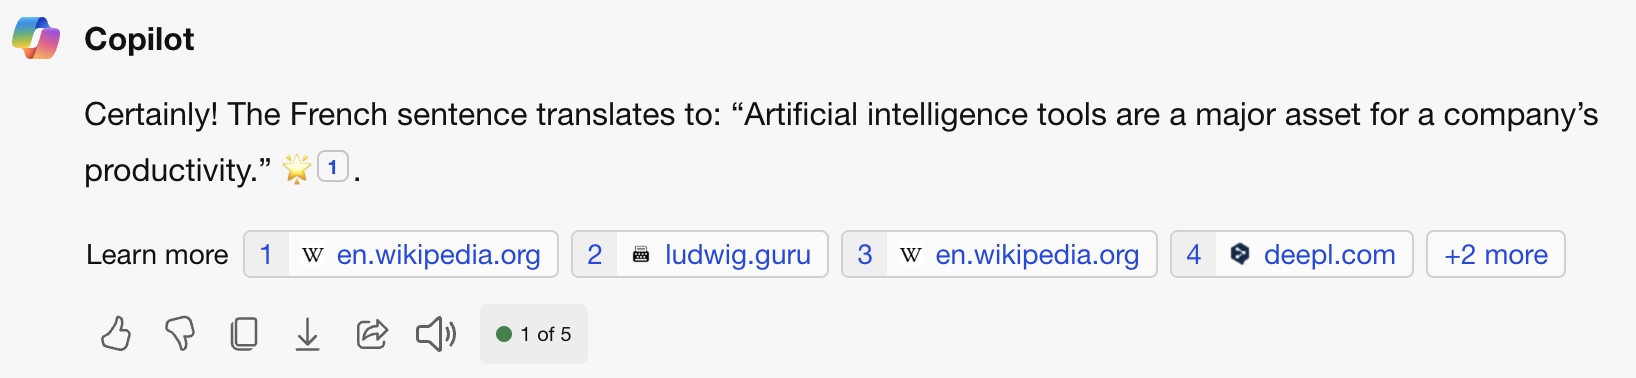 Copilot
Certainly! The French sentence translates to: “Artificial intelligence tools are a major asset for a company’s
productivity.” 🌟 1 .
Learn more 1 W en.wikipedia.org 2 ludwig.guru 3 W en.wikipedia.org 4 deepl.com +2 more
1 of 5